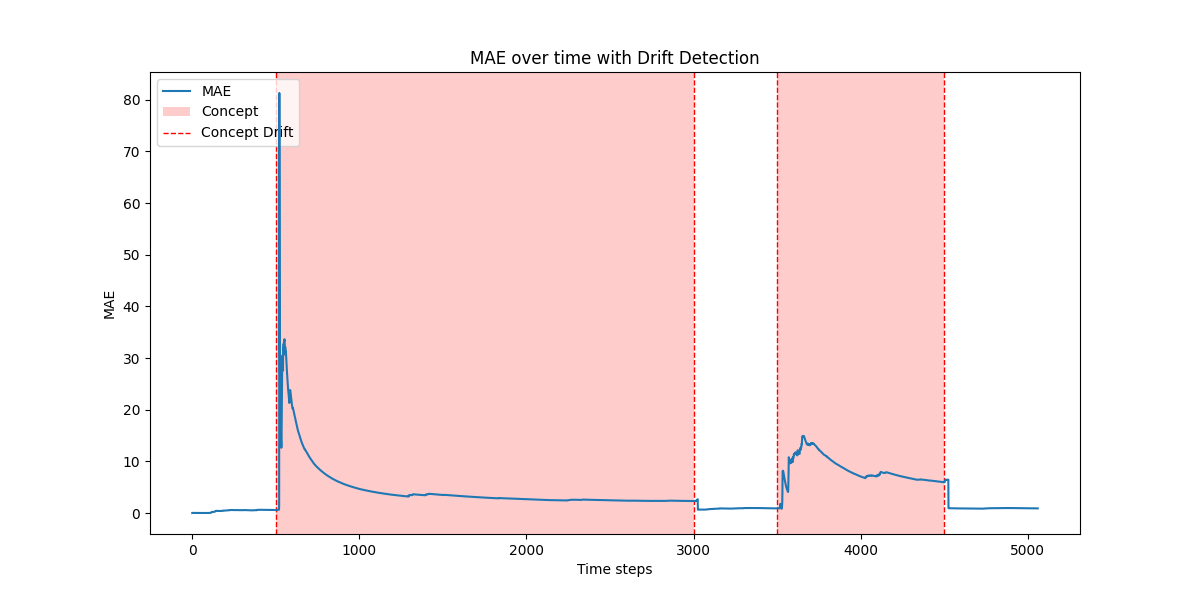 MAE over time with Drift Detection
MAE
Concept
Concept Drift
80
70
60
50
40
30
20
10
0
MAE
0 1000 2000 3000 4000 5000
Time steps